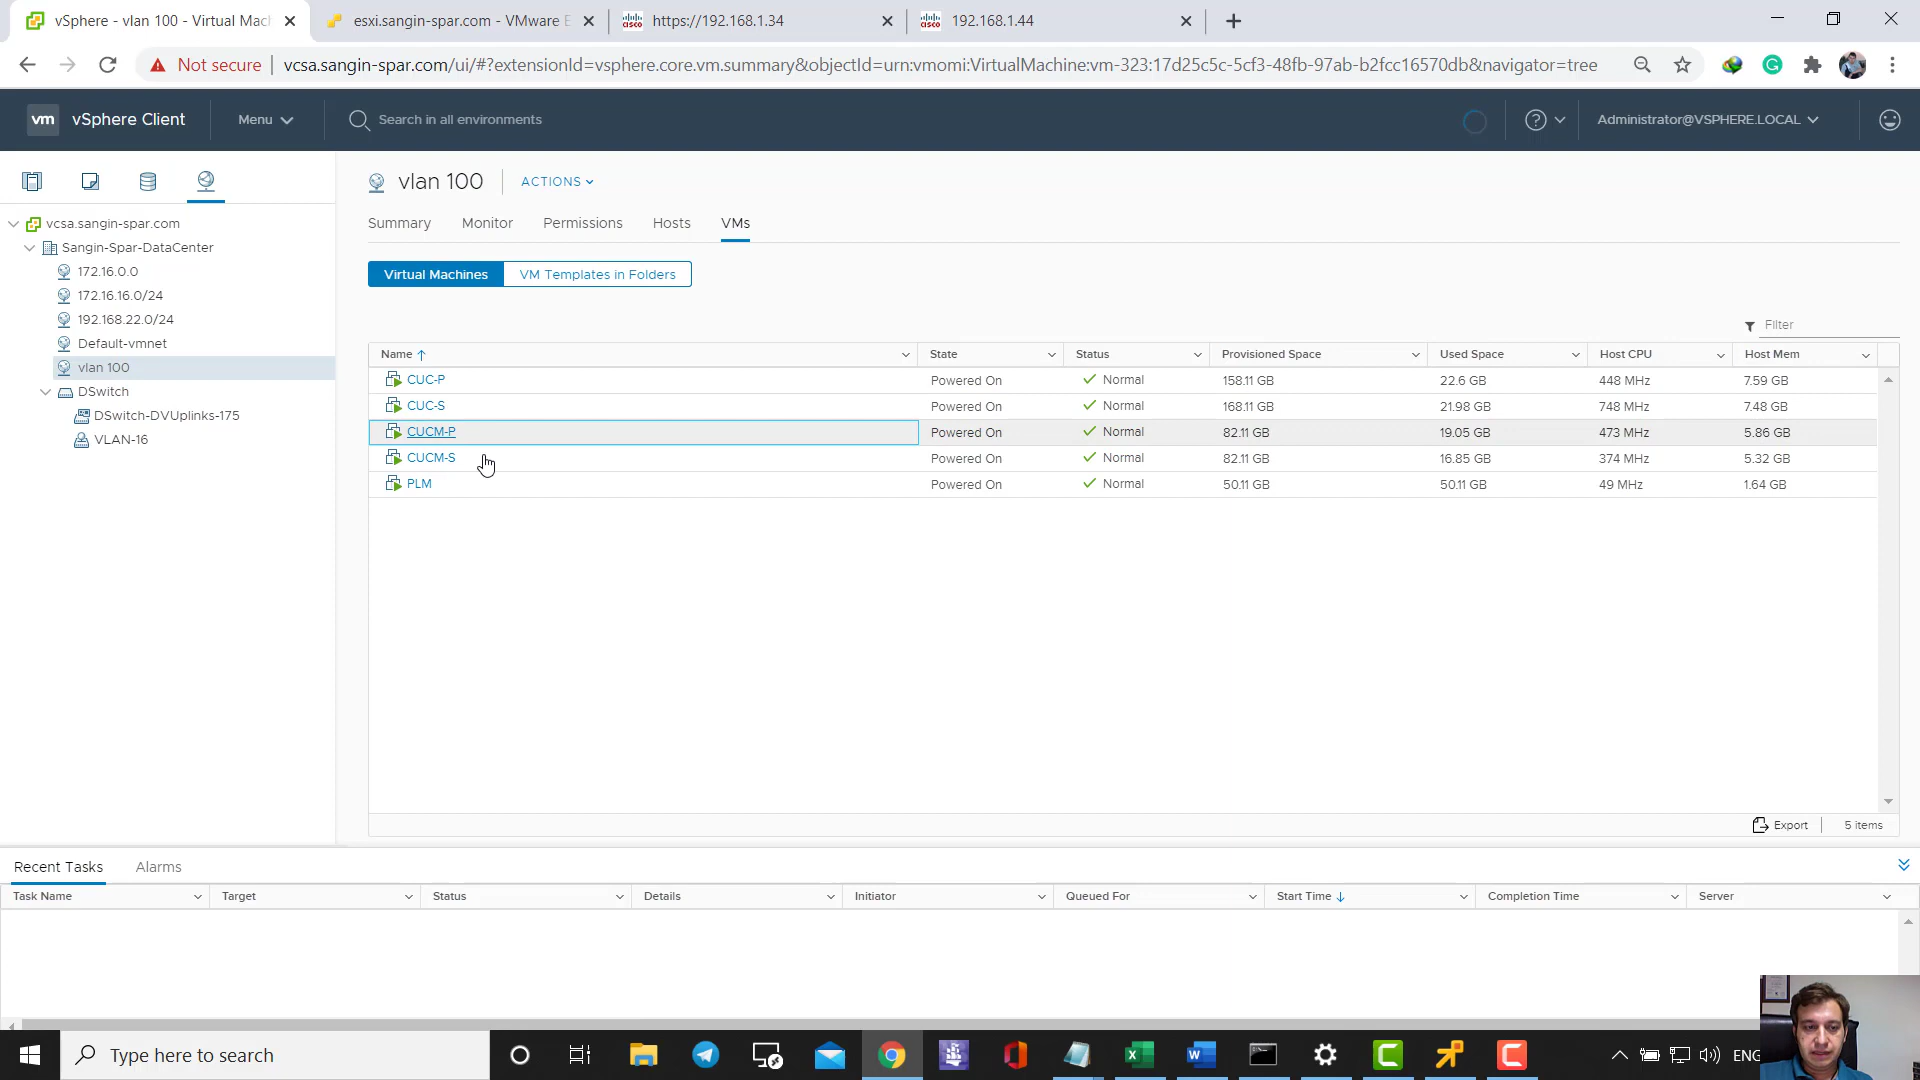 vSphere - vlan 100 - Virtual Mac
esxi.sangin-spar.com - VMware E
https://192.168.1.34
192.168.1.44
Not secure
vcsa.sangin-spar.com/ui/#?extensionId=vsphere.core.vm.summary&objectId=urn:vmomi:VirtualMachine:vm-323:17d25c5c-5cf3-48fb-97ab-b2fcc16570db&navigator=tree
vm vSphere Client
Menu
Search in all environments
Administrator@VSPHERE.LOCAL
vlan 100
ACTIONS
Summary
Monitor
Permissions
Hosts
VMs
Virtual Machines
VM Templates in Folders
vcsa.sangin-spar.com
Sangin-Spar-DataCenter
172.16.0.0
172.16.16.0/24
192.168.22.0/24
Default-vmnet
vlan 100
DSwitch
DSwitch-DVUplinks-175
VLAN-16
Filter
Name State Status Provisioned Space Used Space Host CPU Host Mem
CUC-P Powered On Normal 158.11 GB 22.6 GB 448 MHz 7.59 GB
CUC-S Powered On Normal 168.11 GB 21.98 GB 748 MHz 7.48 GB
CUCM-P Powered On Normal 82.11 GB 19.05 GB 473 MHz 5.86 GB
CUCM-S Powered On Normal 82.11 GB 16.85 GB 374 MHz 5.32 GB
PLM Powered On Normal 50.11 GB 50.11 GB 49 MHz 1.64 GB
Export
5 items
Recent Tasks
Alarms
Task Name Target Status Details Initiator Queued For Start Time Completion Time Server
Type here to search
ENG